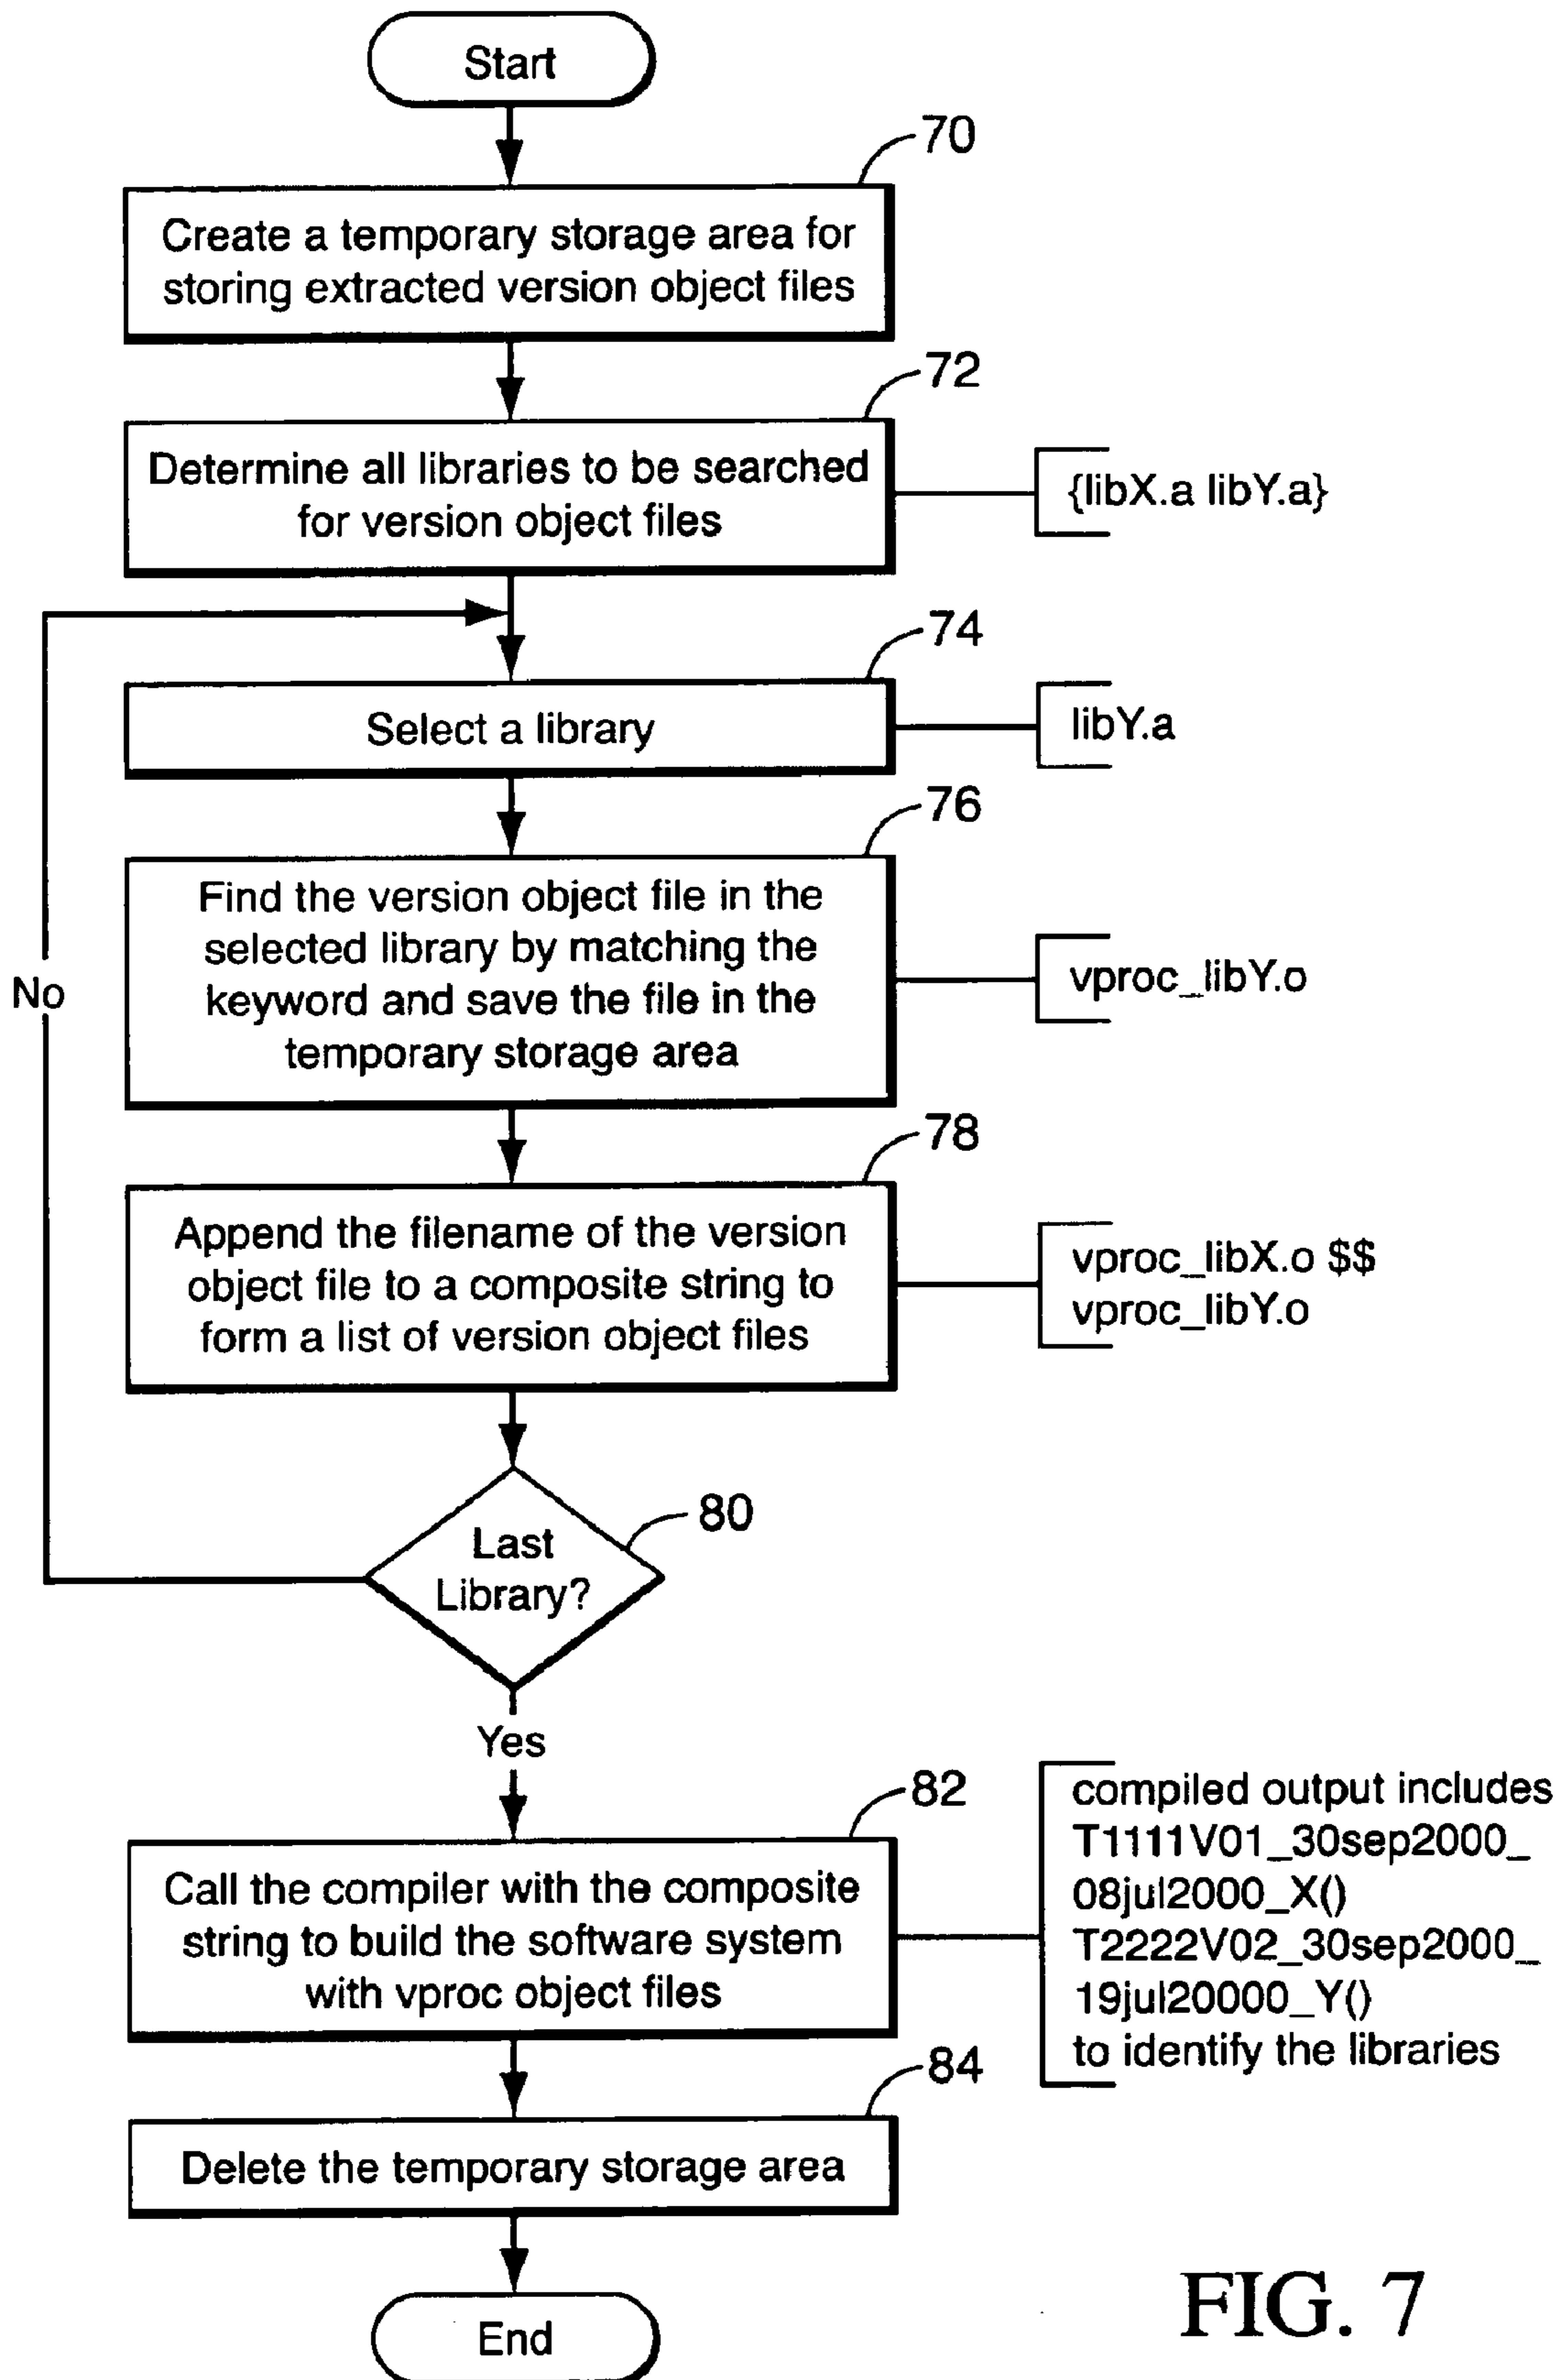 Start
70
Create a temporary storage area for
storing extracted version object files
72
Determine all libraries to be searched
for version object files
{libX.a libY.a}
74
Select a library
libY.a
76
Find the version object file in the
selected library by matching the
keyword and save the file in the
temporary storage area
vproc_libY.o
No
78
Append the filename of the version
object file to a composite string to
form a list of version object files
vproc_libX.o $$
vproc_libY.o
80
Last
Library?
Yes
82
Call the compiler with the composite
string to build the software system
with vproc object files
compiled output includes
T1111V01_30sep2000_
08jul2000_X()
T2222V02_30sep2000_
19jul20000_Y()
to identify the libraries
84
Delete the temporary storage area
End
FIG. 7